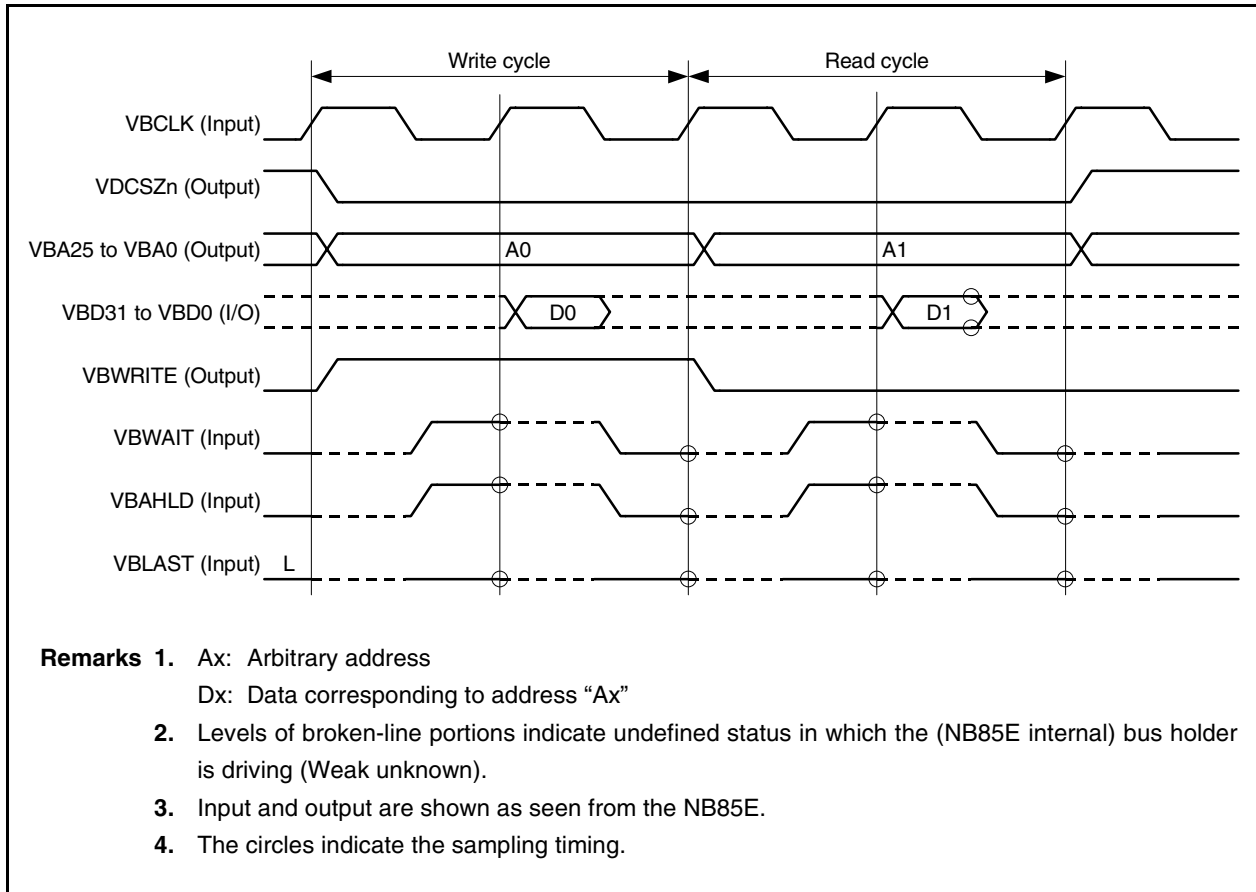 Write cycle
Read cycle
VBCLK (Input)
VDCSZn (Output)
VBA25 to VBA0 (Output)
A0
A1
VBD31 to VBD0 (I/O)
D0
D1
VBWRITE (Output)
VBWAIT (Input)
VBAHLD (Input)
VBLAST (Input) L
Remarks 1. Ax: Arbitrary address
Dx: Data corresponding to address “Ax”
2. Levels of broken-line portions indicate undefined status in which the (NB85E internal) bus holder
is driving (Weak unknown).
3. Input and output are shown as seen from the NB85E.
4. The circles indicate the sampling timing.